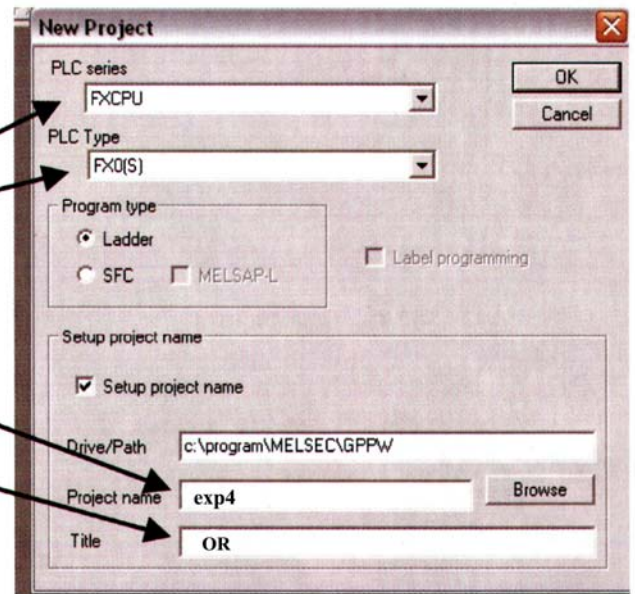 New Project
PLC series
FXCPU
OK
Cancel
PLC Type
FX0(S)
Program type
Ladder
SFC
MELSAP-L
Label programming
Setup project name
Setup project name
Drive/Path
c:\program\MELSEC\GPPW
Project name
exp4
Browse
Title
OR